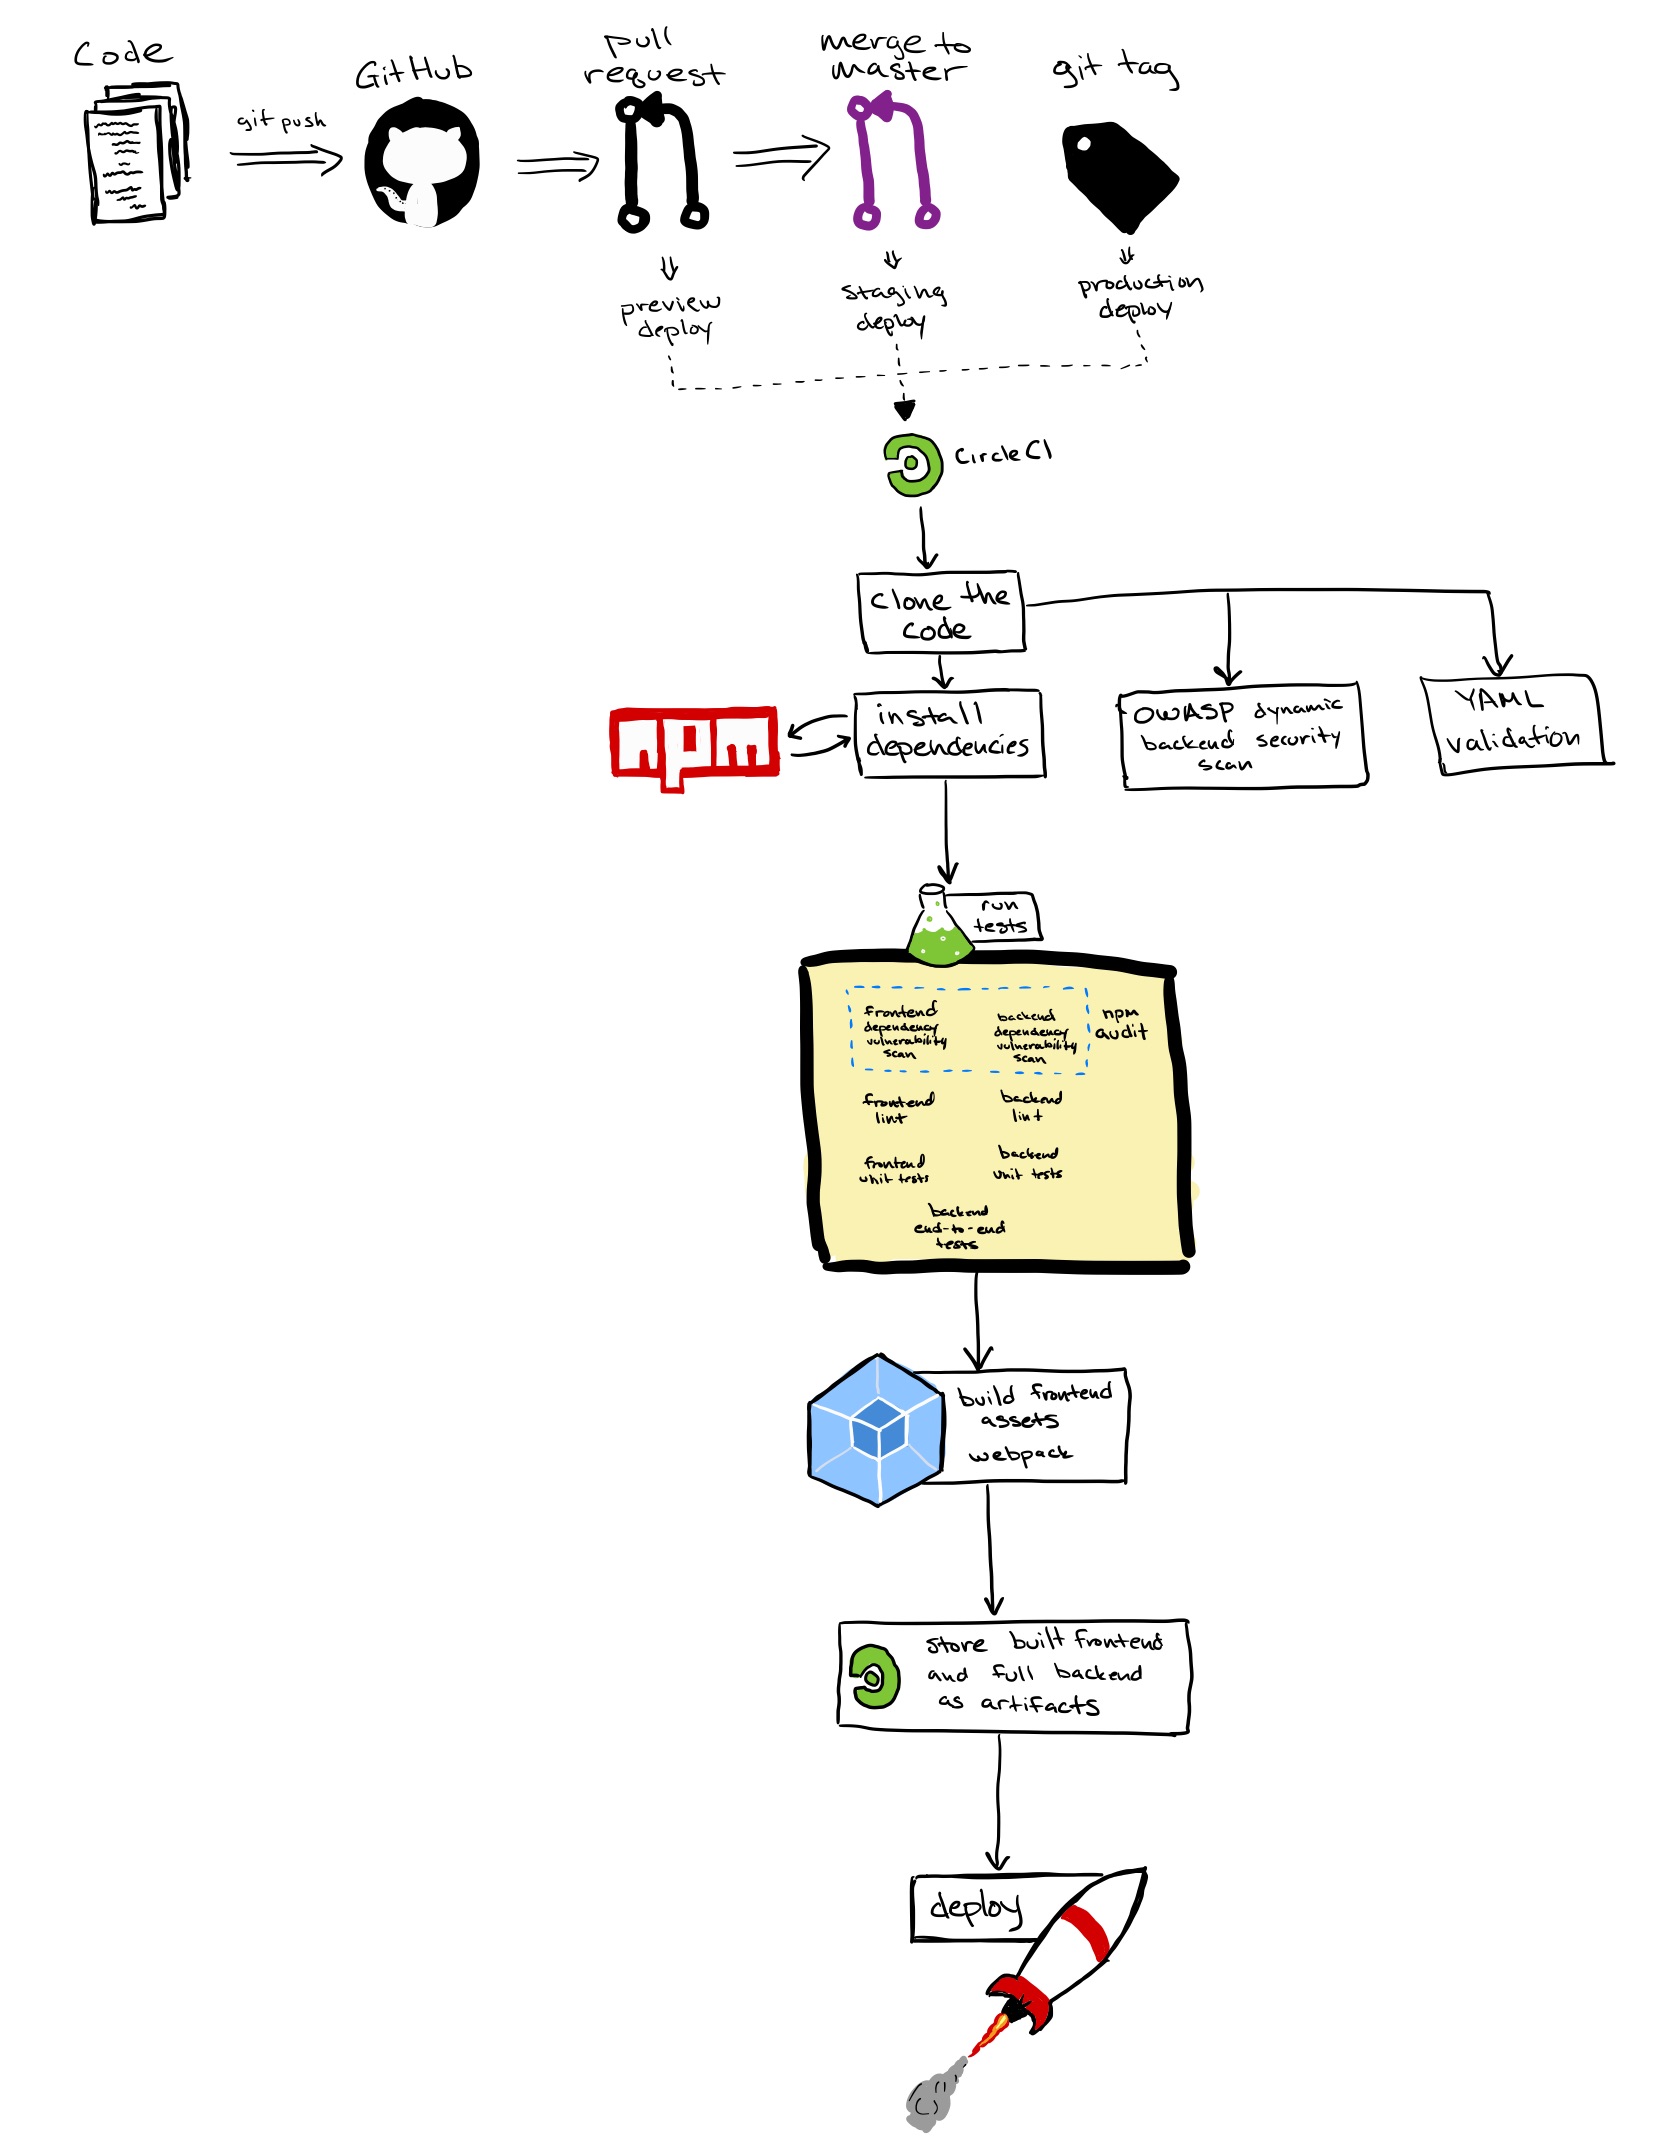 Code
git push
GitHub
pull
request
merge to
master
git tag
preview
deploy
staging
deploy
production
deploy
CircleCI
clone the
code
npm
install
dependencies
OWASP dynamic
backend security
scan
YAML
validation
run
tests
frontend
dependency
vulnerability
scan
backend
dependency
vulnerability
scan
npm
audit
frontend
lint
backend
lint
frontend
unit tests
backend
unit tests
backend
end-to-end
tests
build frontend
assets
webpack
store built frontend
and full backend
as artifacts
deploy